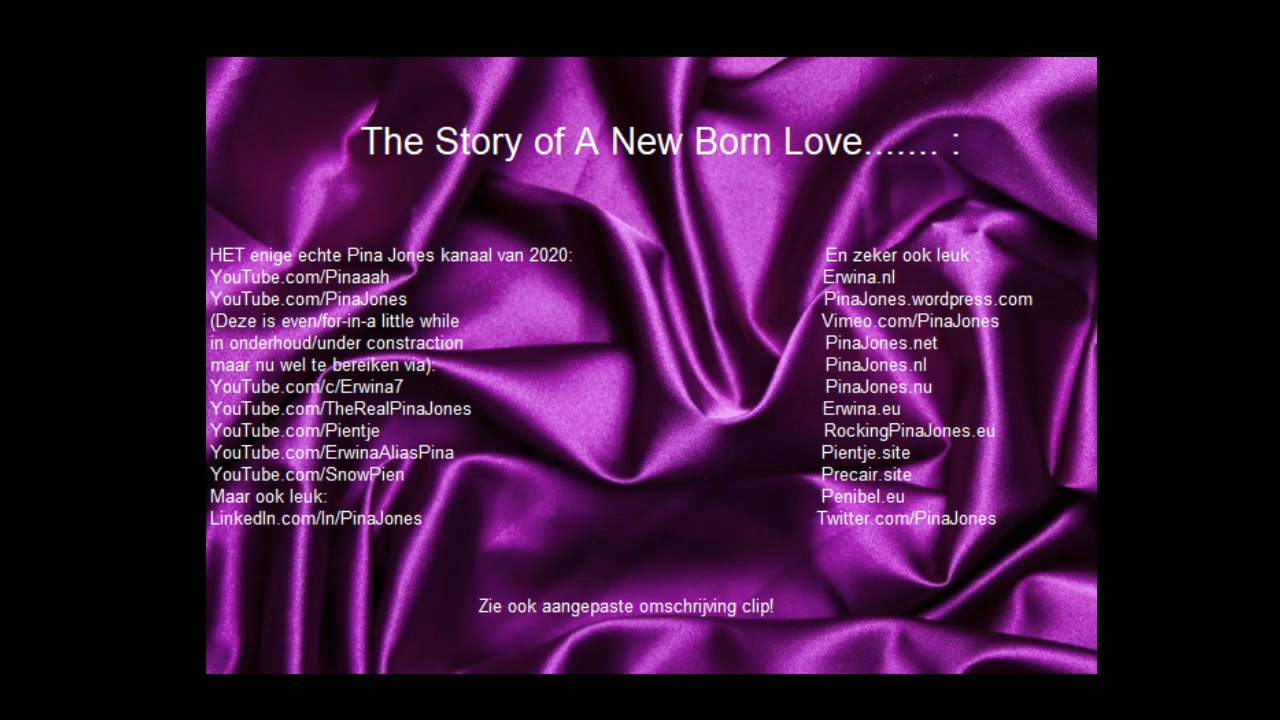 The Story of A New Born Love....... :
HET enige echte Pina Jones kanaal van 2020:
YouTube.com/Pinaaah
YouTube.com/PinaJones
(Deze is even/for-in-a little while
in onderhoud/under constraction
maar nu wel te bereiken via):
YouTube.com/c/Erwina7
YouTube.com/TheRealPinaJones
YouTube.com/Pientje
YouTube.com/ErwinaAliasPina
YouTube.com/SnowPien
Maar ook leuk:
LinkedIn.com/In/PinaJones
En zeker ook leuk :
Erwina.nl
PinaJones.wordpress.com
Vimeo.com/PinaJones
PinaJones.net
PinaJones.nl
PinaJones.nu
Erwina.eu
RockingPinaJones.eu
Pientje.site
Precair.site
Penibel.eu
Twitter.com/PinaJones
Zie ook aangepaste omschrijving clip!